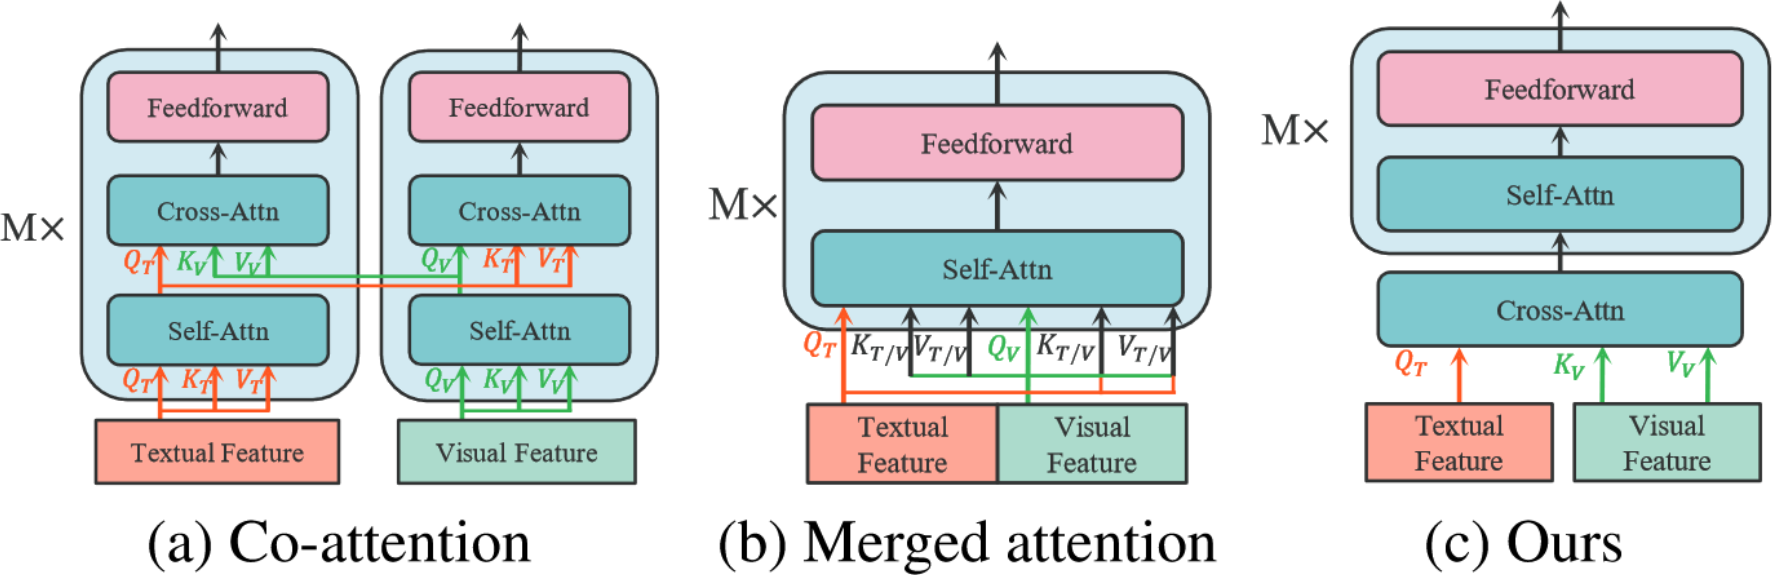 Feedforward
Cross-Attn
Q_T K_V V_V
Self-Attn
Q_T K_T V_T
Textual Feature
M×
Feedforward
Cross-Attn
Q_V K_T V_T
Self-Attn
Q_V K_V V_V
Visual Feature
(a) Co-attention
M×
Feedforward
Self-Attn
Q_T K_{T/V} V_{T/V} Q_V K_{T/V} V_{T/V}
Textual
Feature
Visual
Feature
(b) Merged attention
M×
Feedforward
Self-Attn
Cross-Attn
Q_T K_V V_V
Textual
Feature
Visual
Feature
(c) Ours